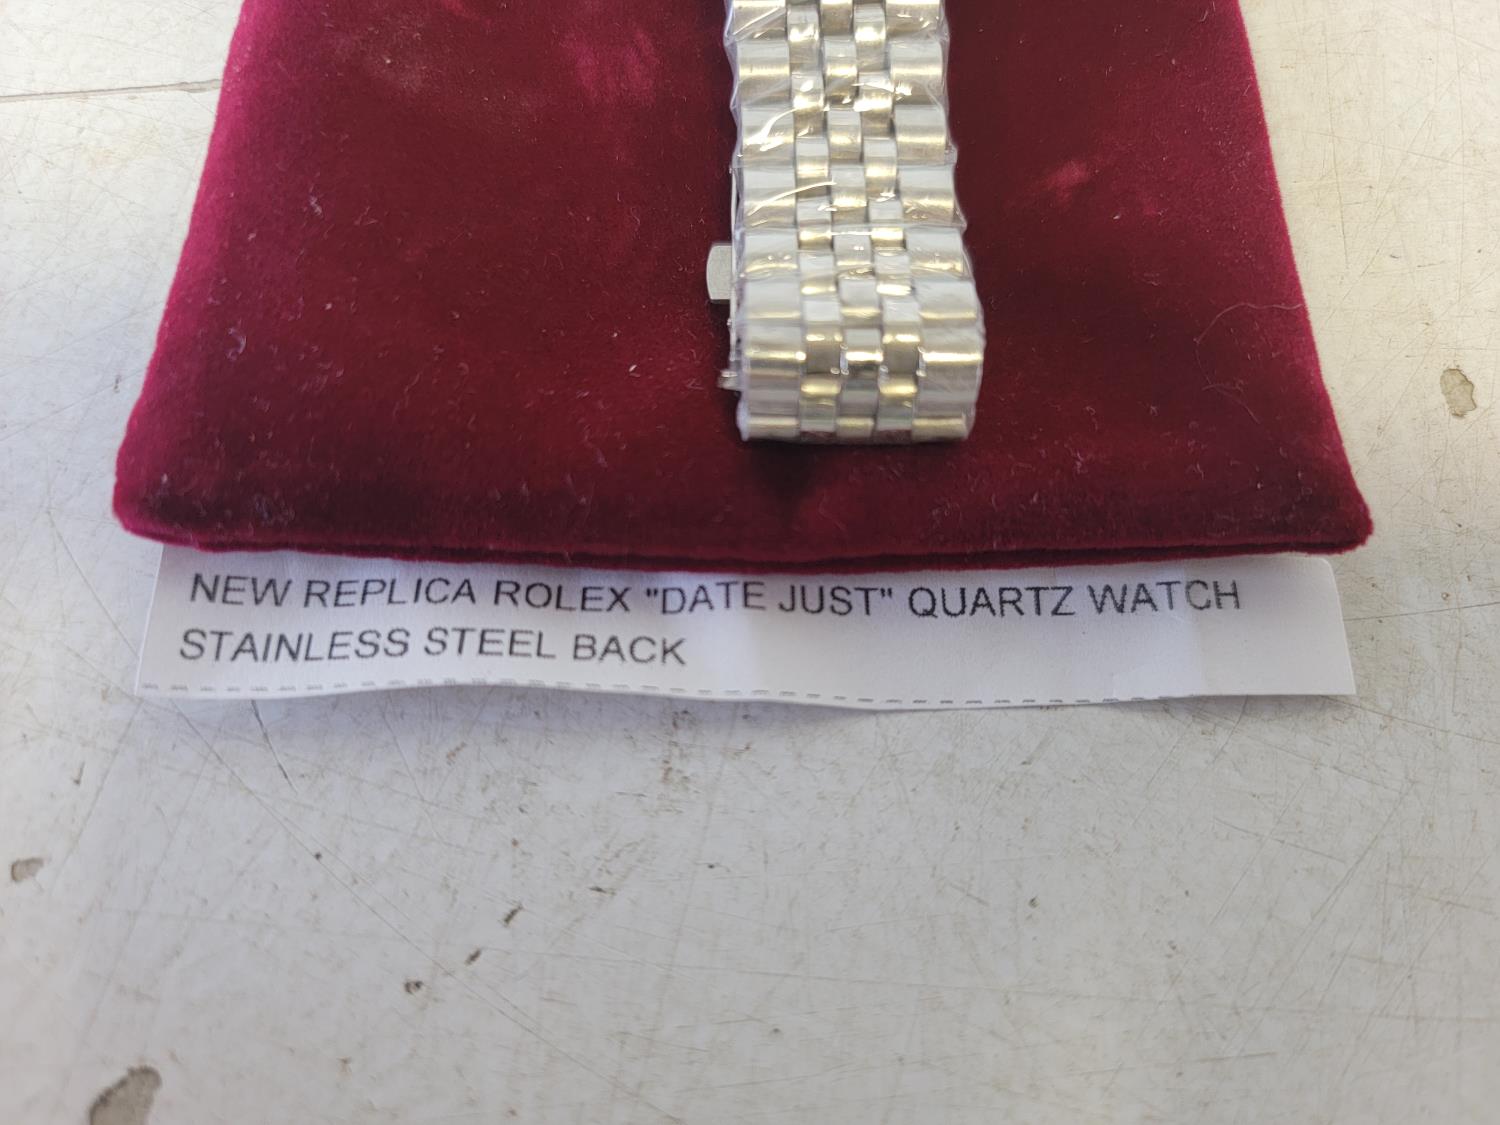 NEW REPLICA ROLEX "DATE JUST" QUARTZ WATCH
STAINLESS STEEL BACK